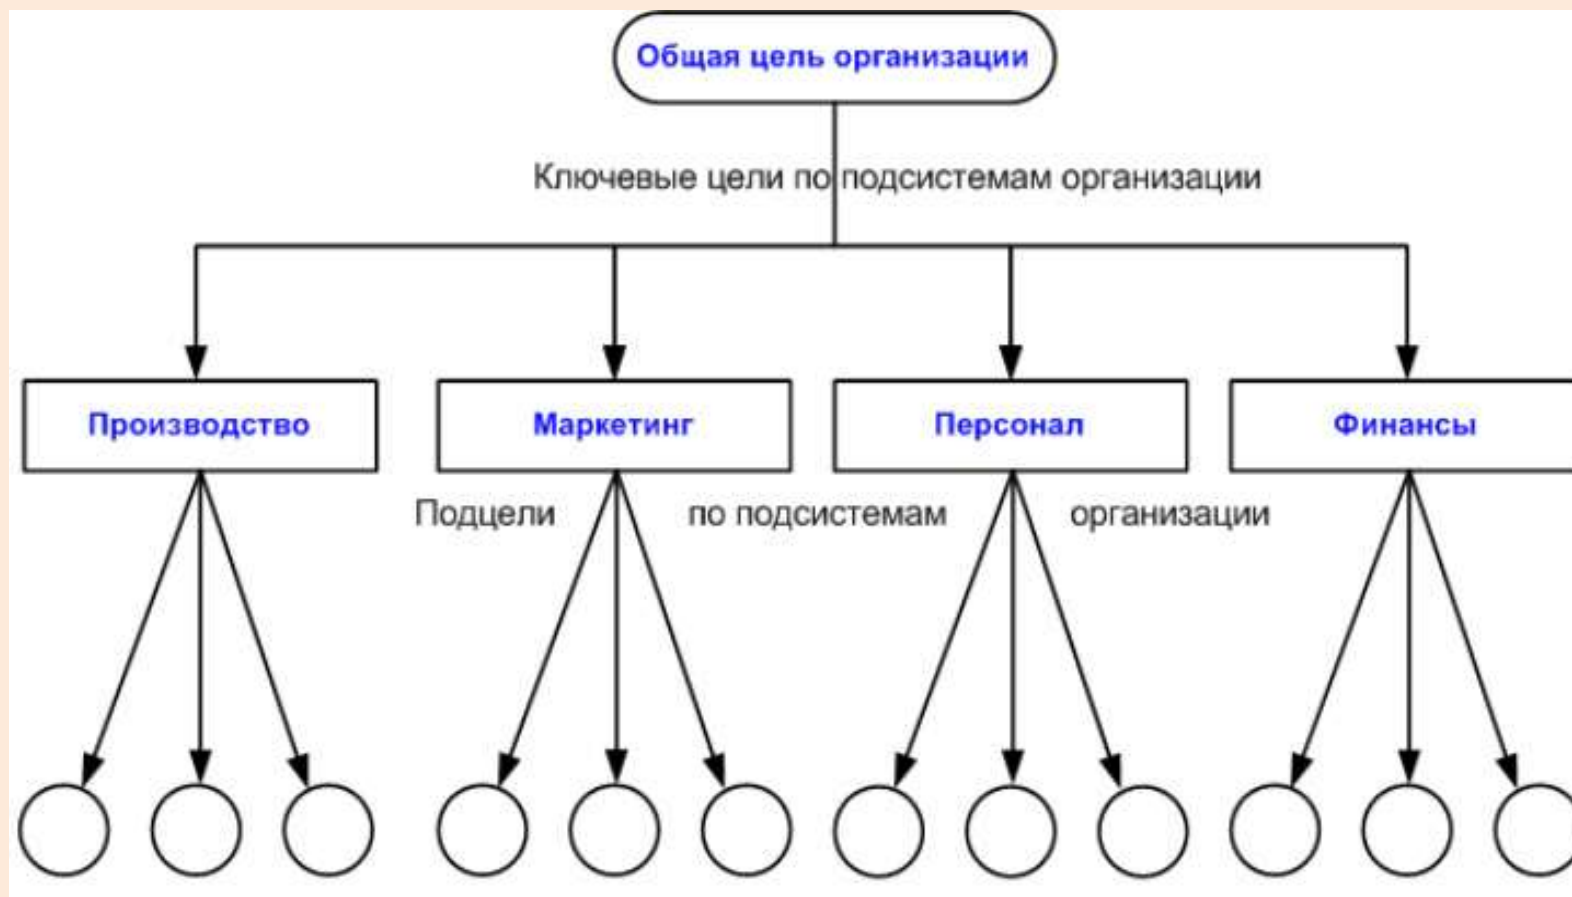 Общая цель организации
Ключевые цели по подсистемам организации
Производство
Маркетинг
Персонал
Финансы
Подцели по подсистемам организации